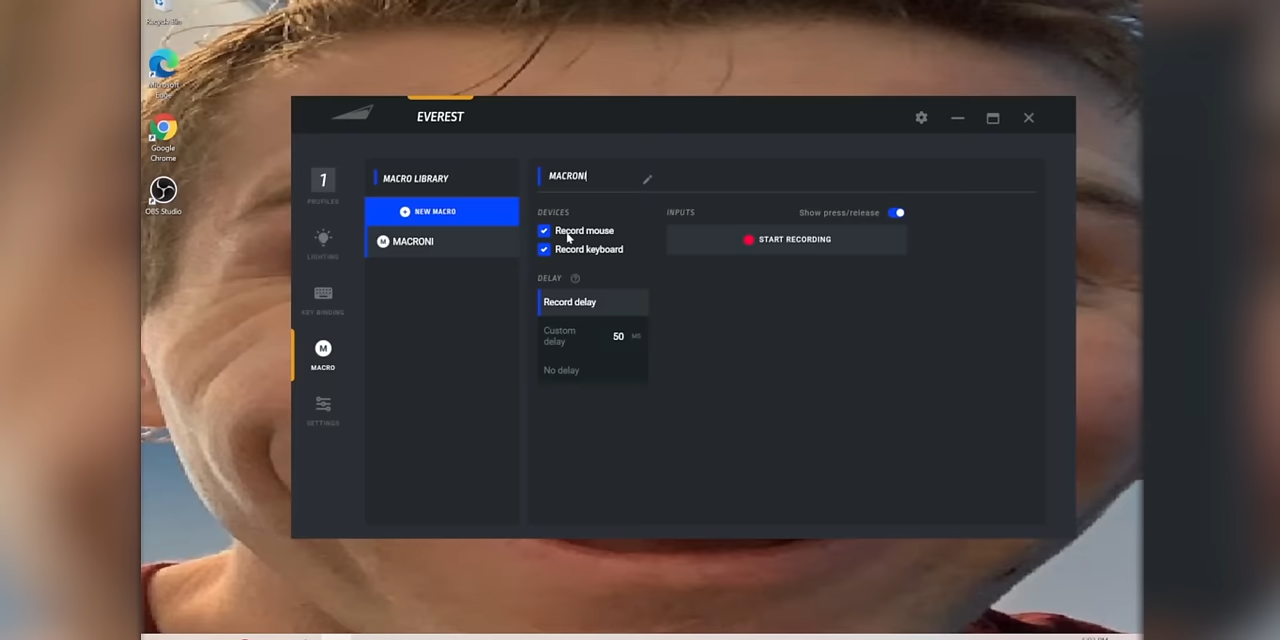 Recycle Bin
Microsoft
Edge
Google
Chrome
OBS Studio
EVEREST
1
PROFILES
LIGHTING
KEY BINDING
M
MACRO
SETTINGS
MACRO LIBRARY
NEW MACRO
M MACRONI
MACRONI
DEVICES
Record mouse
Record keyboard
DELAY ?
Record delay
Custom
delay
50 MS
No delay
INPUTS
Show press/release
START RECORDING